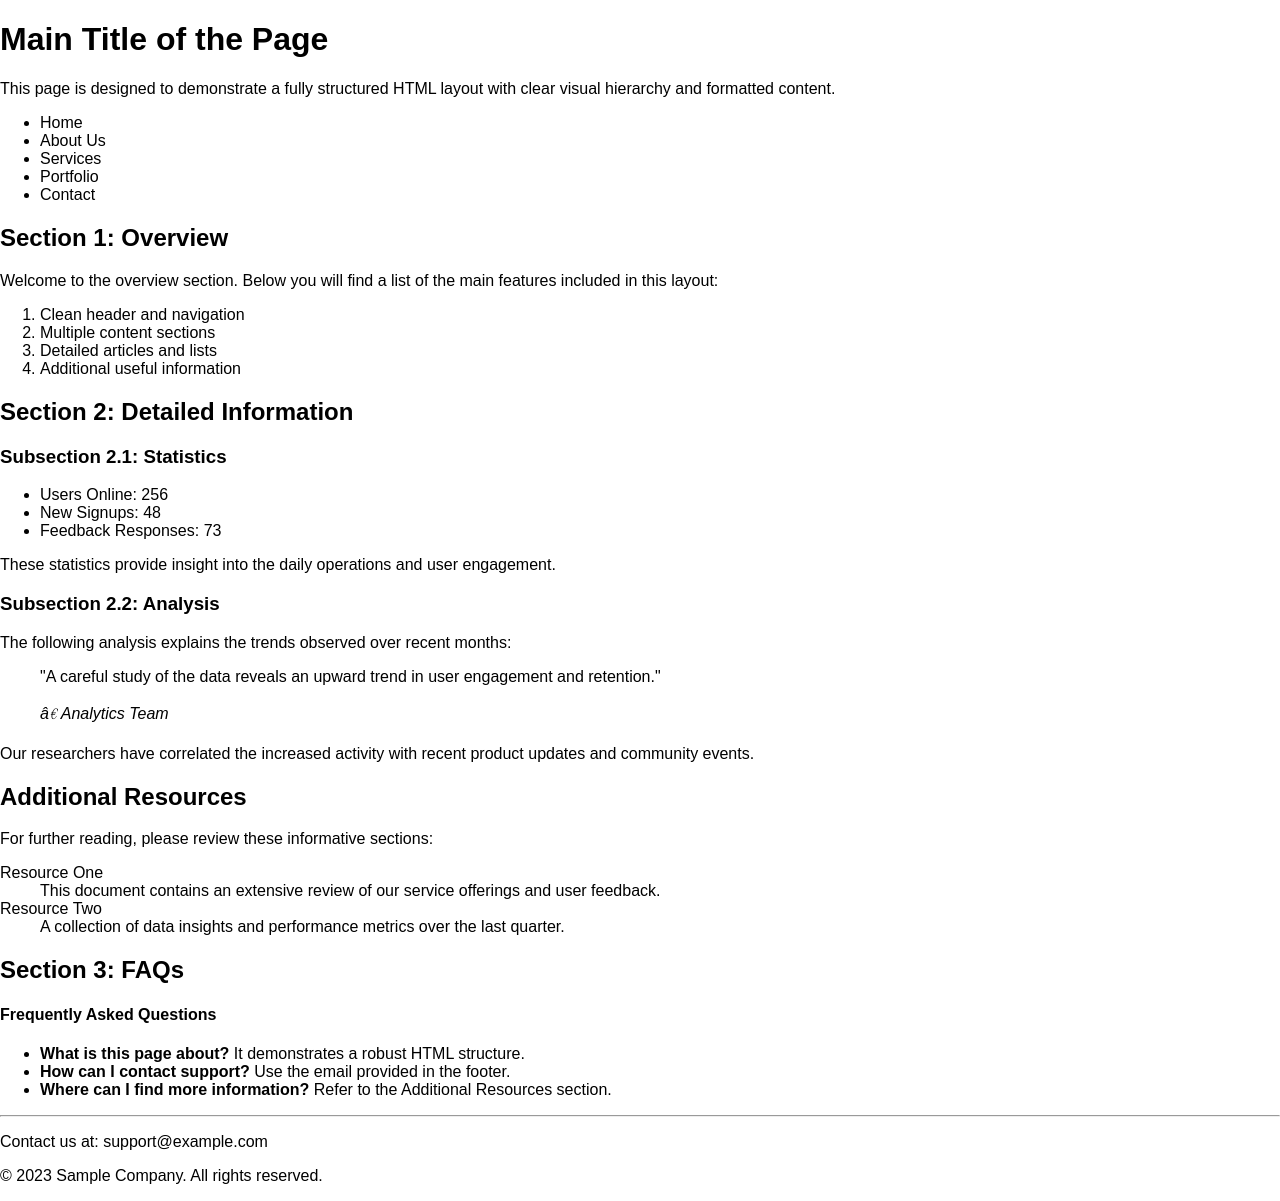 Main Title of the Page
This page is designed to demonstrate a fully structured HTML layout with clear visual hierarchy and formatted content.
• Home
• About Us
• Services
• Portfolio
• Contact
Section 1: Overview
Welcome to the overview section. Below you will find a list of the main features included in this layout:
1. Clean header and navigation
2. Multiple content sections
3. Detailed articles and lists
4. Additional useful information
Section 2: Detailed Information
Subsection 2.1: Statistics
• Users Online: 256
• New Signups: 48
• Feedback Responses: 73
These statistics provide insight into the daily operations and user engagement.
Subsection 2.2: Analysis
The following analysis explains the trends observed over recent months:
"A careful study of the data reveals an upward trend in user engagement and retention."
â€ Analytics Team
Our researchers have correlated the increased activity with recent product updates and community events.
Additional Resources
For further reading, please review these informative sections:
Resource One
This document contains an extensive review of our service offerings and user feedback.
Resource Two
A collection of data insights and performance metrics over the last quarter.
Section 3: FAQs
Frequently Asked Questions
• What is this page about? It demonstrates a robust HTML structure.
• How can I contact support? Use the email provided in the footer.
• Where can I find more information? Refer to the Additional Resources section.
Contact us at: support@example.com
© 2023 Sample Company. All rights reserved.